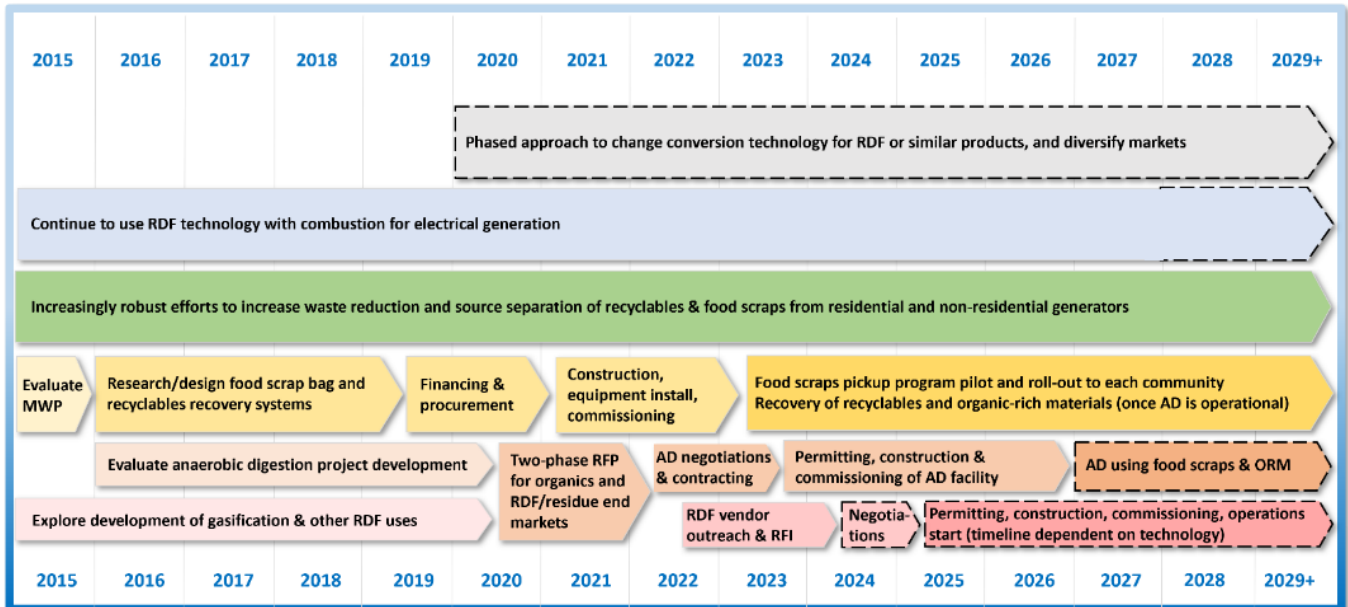 2015 2016 2017 2018 2019 2020 2021 2022 2023 2024 2025 2026 2027 2028 2029+
Phased approach to change conversion technology for RDF or similar products, and diversify markets
Continue to use RDF technology with combustion for electrical generation
Increasingly robust efforts to increase waste reduction and source separation of recyclables & food scraps from residential and non-residential generators
Evaluate
MWP
Research/design food scrap bag and
recyclables recovery systems
Financing &
procurement
Construction,
equipment install,
commissioning
Food scraps pickup program pilot and roll-out to each community
Recovery of recyclables and organic-rich materials (once AD is operational)
Evaluate anaerobic digestion project development
Two-phase RFP
for organics and
RDF/residue end
markets
AD negotiations
& contracting
Permitting, construction &
commissioning of AD facility
AD using food scraps & ORM
Explore development of gasification & other RDF uses
RDF vendor
outreach & RFI
Negotia-
tions
Permitting, construction, commissioning, operations
start (timeline dependent on technology)
2015 2016 2017 2018 2019 2020 2021 2022 2023 2024 2025 2026 2027 2028 2029+